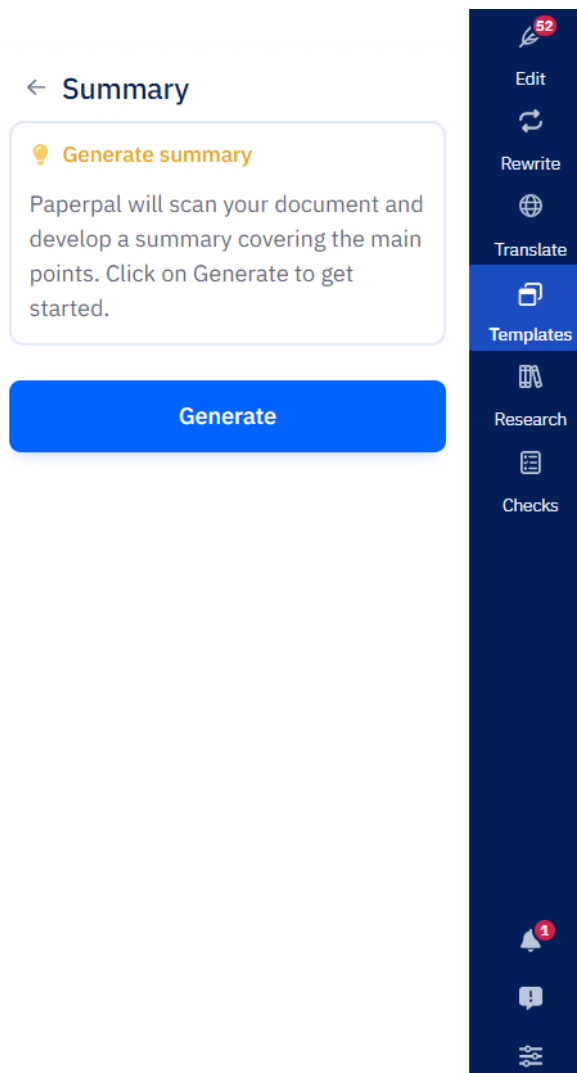 Summary
Generate summary
Paperpal will scan your document and
develop a summary covering the main
points. Click on Generate to get
started.
Generate
52
Edit
Rewrite
Translate
Templates
Research
Checks
1